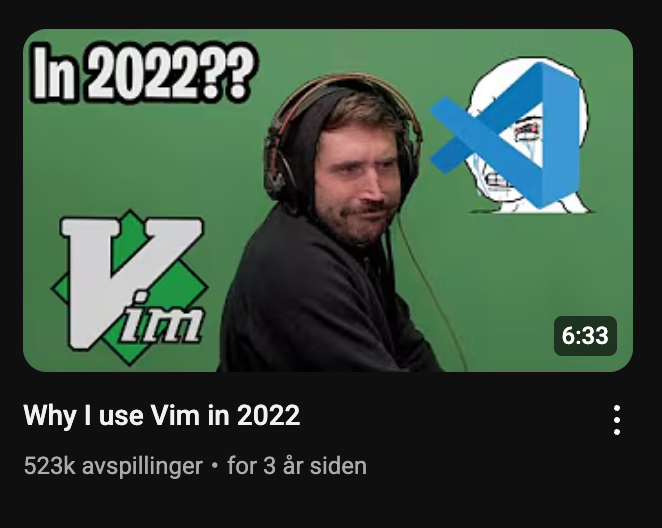 In 2022??
Vim
6:33
Why I use Vim in 2022
523k avspillinger • for 3 år siden